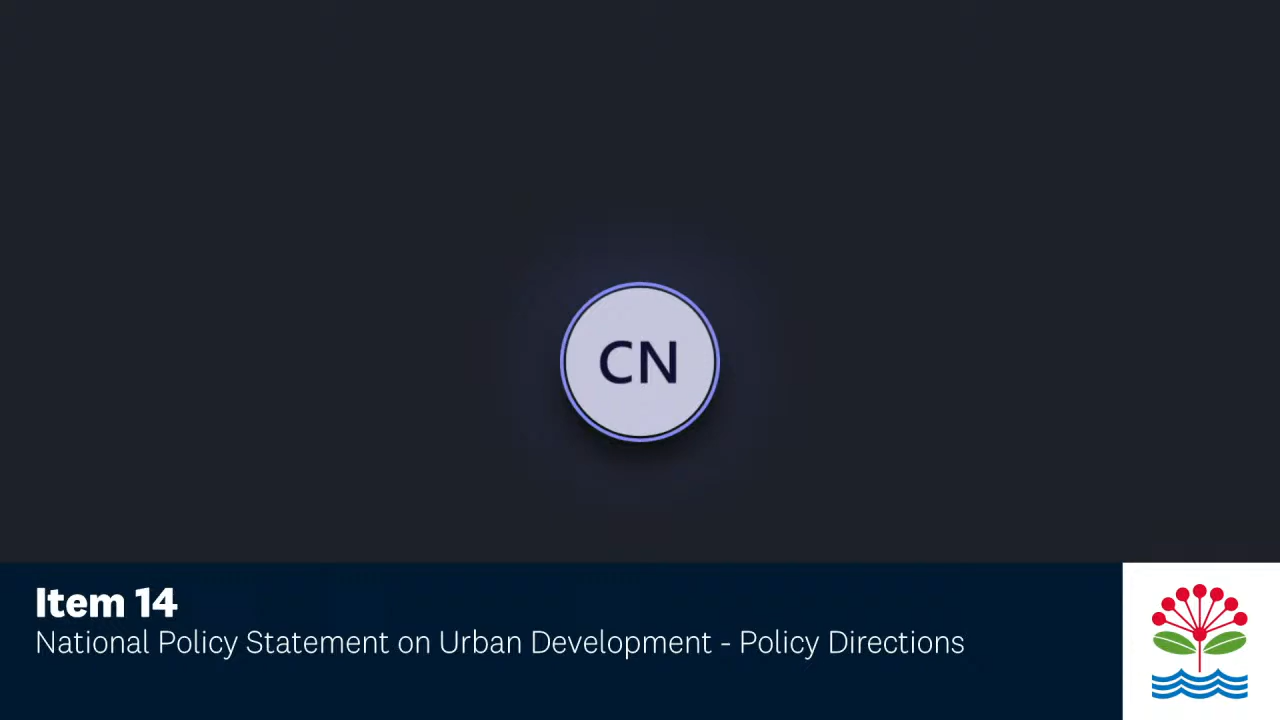 CN
Item 14
National Policy Statement on Urban Development - Policy Directions